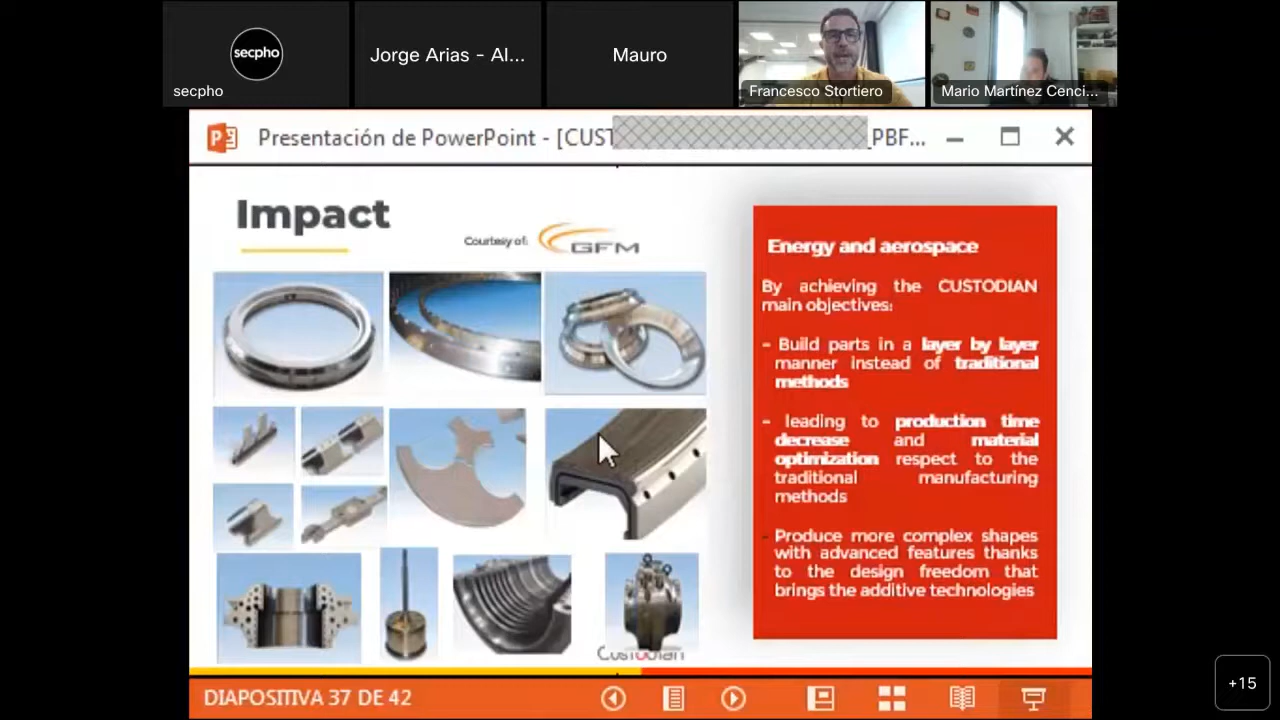 secpho
secpho
Jorge Arias - Al...
Mauro
Francesco Stortiero
Mario Martínez Cenci...
Presentación de PowerPoint - [CUST
_PBF...
Impact
Courtesy of:
GFM
Energy and aerospace
By achieving the CUSTODIAN
main objectives:
- Build parts in a layer by layer
manner instead of traditional
methods
- leading to production time
decrease and material
optimization respect to the
traditional manufacturing
methods
- Produce more complex shapes
with advanced features thanks
to the design freedom that
brings the additive technologies
Custodian
DIAPOSITIVA 37 DE 42
+15